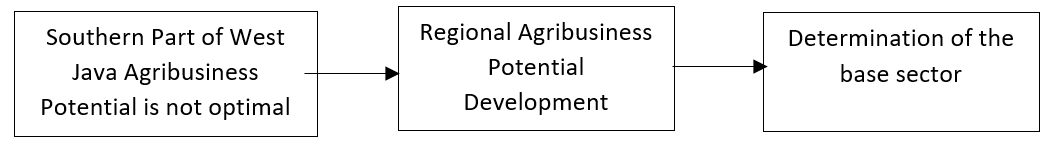 Southern Part of West
Java Agribusiness
Potential is not optimal
Regional Agribusiness
Potential
Development
Determination of the
base sector